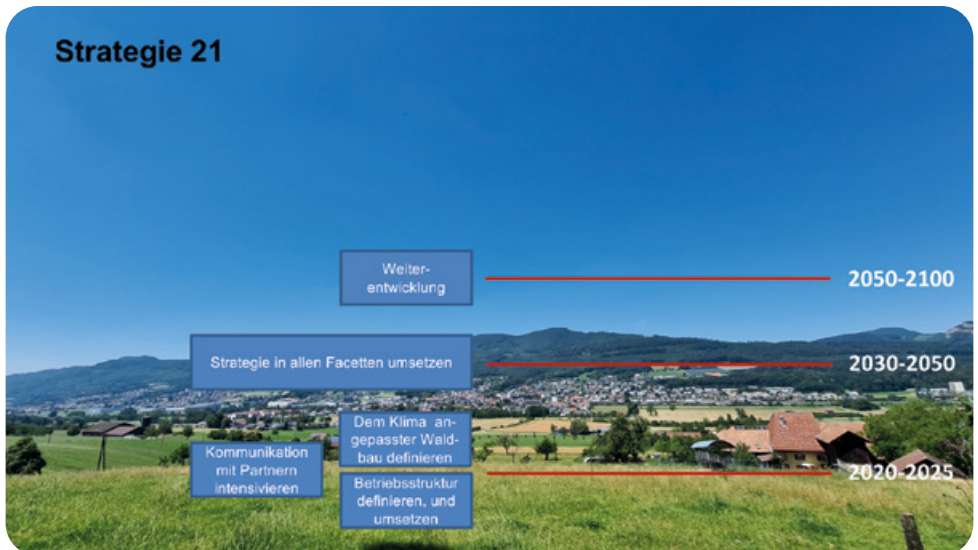 Strategie 21
Weiter-
entwicklung
2050-2100
Strategie in allen Facetten umsetzen
2030-2050
Dem Klima an-
gepasster Wald-
bau definieren
Kommunikation
mit Partnern
intensivieren
Betriebsstruktur
definieren, und
umsetzen
2020-2025